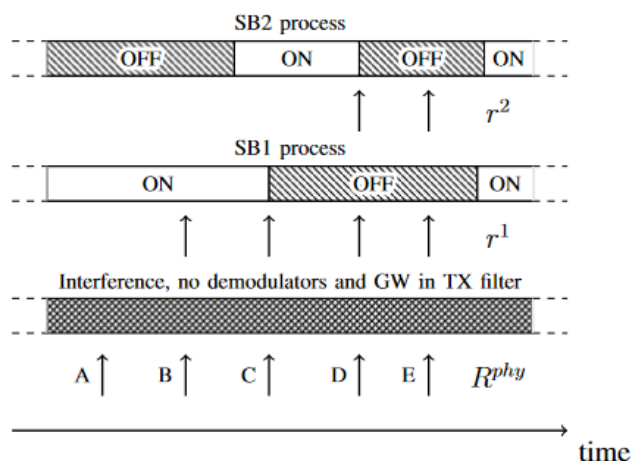 SB2 process
OFF ON OFF ON
r²
SB1 process
ON OFF ON
r¹
Interference, no demodulators and GW in TX filter
A B C D E R^{phy}
time